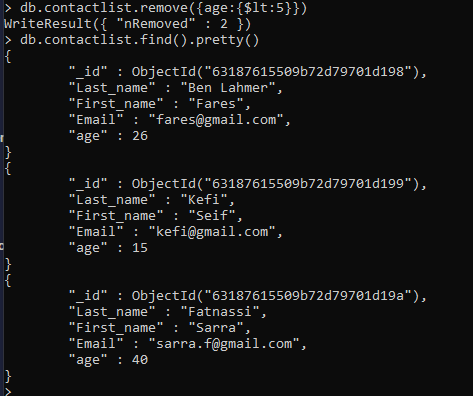 > db.contactlist.remove({age:{$lt:5}})
WriteResult({ "nRemoved" : 2 })
> db.contactlist.find().pretty()
{
        "_id" : ObjectId("63187615509b72d79701d198"),
        "Last_name" : "Ben Lahmer",
        "First_name" : "Fares",
        "Email" : "fares@gmail.com",
        "age" : 26
}
{
        "_id" : ObjectId("63187615509b72d79701d199"),
        "Last_name" : "Kefi",
        "First_name" : "Seif",
        "Email" : "kefi@gmail.com",
        "age" : 15
}
{
        "_id" : ObjectId("63187615509b72d79701d19a"),
        "Last_name" : "Fatnassi",
        "First_name" : "Sarra",
        "Email" : "sarra.f@gmail.com",
        "age" : 40
}
>